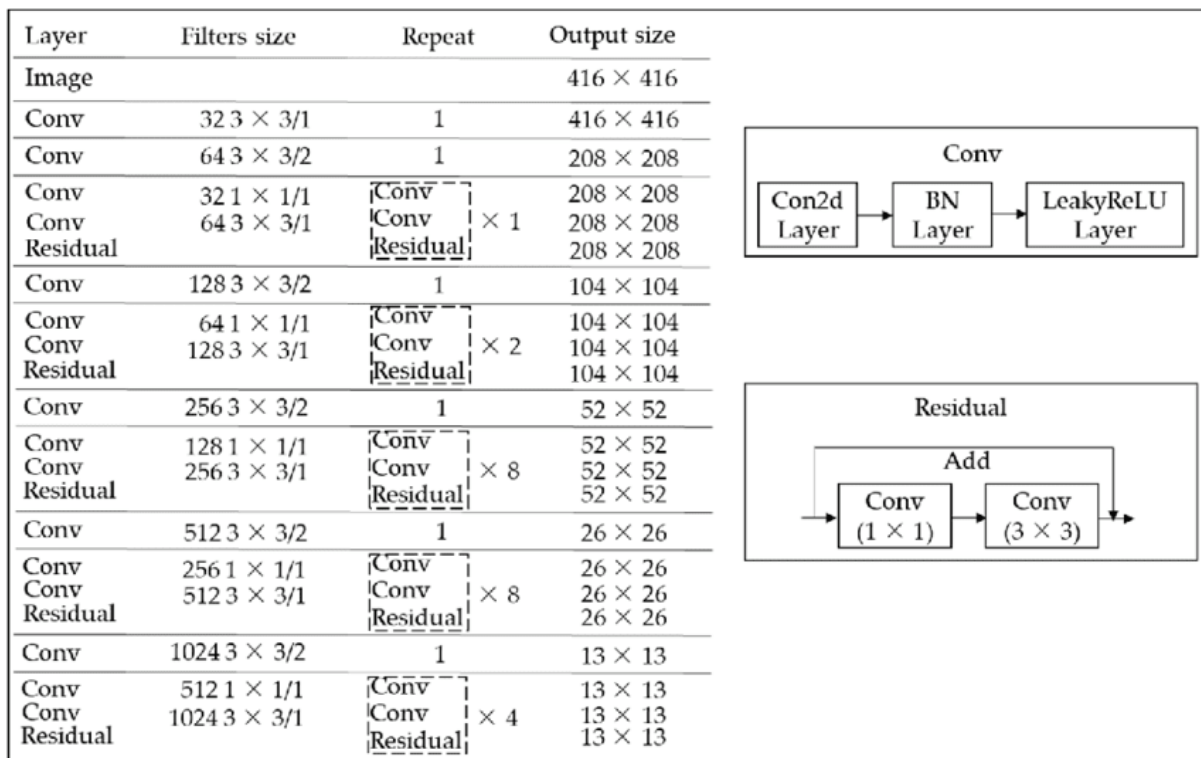 Layer Filters size Repeat Output size
Image 416 × 416
Conv 32 3 × 3/1 1 416 × 416
Conv 64 3 × 3/2 1 208 × 208
Conv 32 1 × 1/1 Conv 208 × 208
Conv 64 3 × 3/1 Conv × 1 208 × 208
Residual Residual 208 × 208
Conv 128 3 × 3/2 1 104 × 104
Conv 64 1 × 1/1 Conv 104 × 104
Conv 128 3 × 3/1 Conv × 2 104 × 104
Residual Residual 104 × 104
Conv 256 3 × 3/2 1 52 × 52
Conv 128 1 × 1/1 Conv 52 × 52
Conv 256 3 × 3/1 Conv × 8 52 × 52
Residual Residual 52 × 52
Conv 512 3 × 3/2 1 26 × 26
Conv 256 1 × 1/1 Conv 26 × 26
Conv 512 3 × 3/1 Conv × 8 26 × 26
Residual Residual 26 × 26
Conv 1024 3 × 3/2 1 13 × 13
Conv 512 1 × 1/1 Conv 13 × 13
Conv 1024 3 × 3/1 Conv × 4 13 × 13
Residual Residual 13 × 13
Conv
Con2d BN LeakyReLU
Layer Layer Layer
Residual
Add
Conv Conv
(1 × 1) (3 × 3)